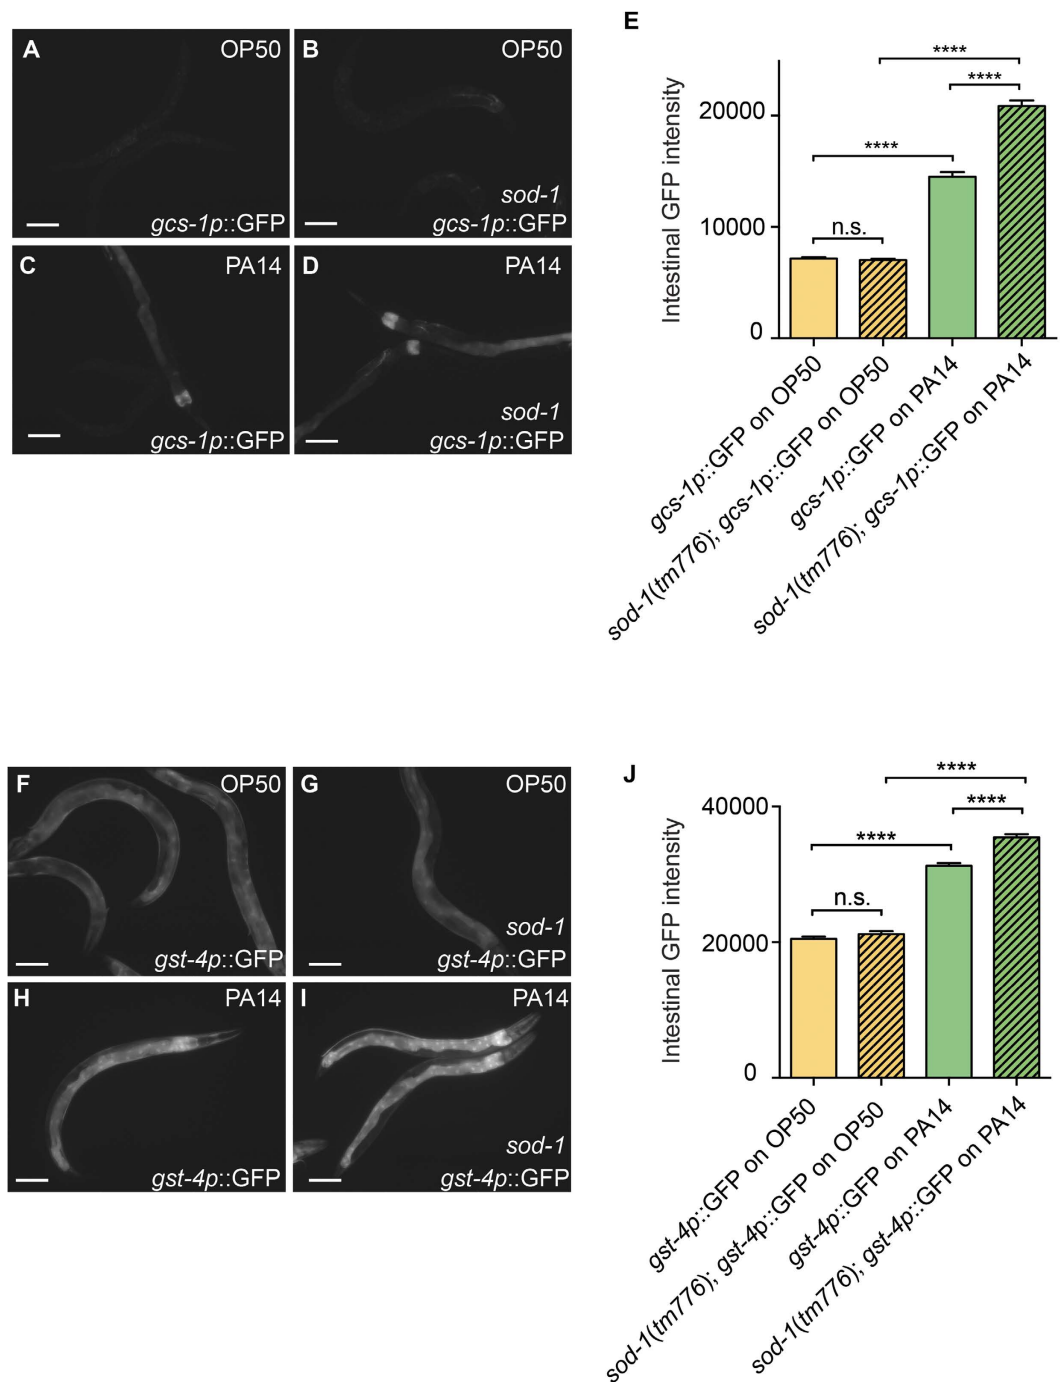 A OP50
gcs-1p::GFP
B OP50
sod-1
gcs-1p::GFP
C PA14
gcs-1p::GFP
D PA14
sod-1
gcs-1p::GFP
E
Intestinal GFP intensity
20000
10000
0
****
****
****
n.s.
gcs-1p::GFP on OP50
sod-1(tm776); gcs-1p::GFP on OP50
gcs-1p::GFP on PA14
sod-1(tm776); gcs-1p::GFP on PA14
F OP50
gst-4p::GFP
G OP50
sod-1
gst-4p::GFP
H PA14
gst-4p::GFP
I PA14
sod-1
gst-4p::GFP
J
Intestinal GFP intensity
40000
20000
0
****
****
****
n.s.
gst-4p::GFP on OP50
sod-1(tm776); gst-4p::GFP on OP50
gst-4p::GFP on PA14
sod-1(tm776); gst-4p::GFP on PA14